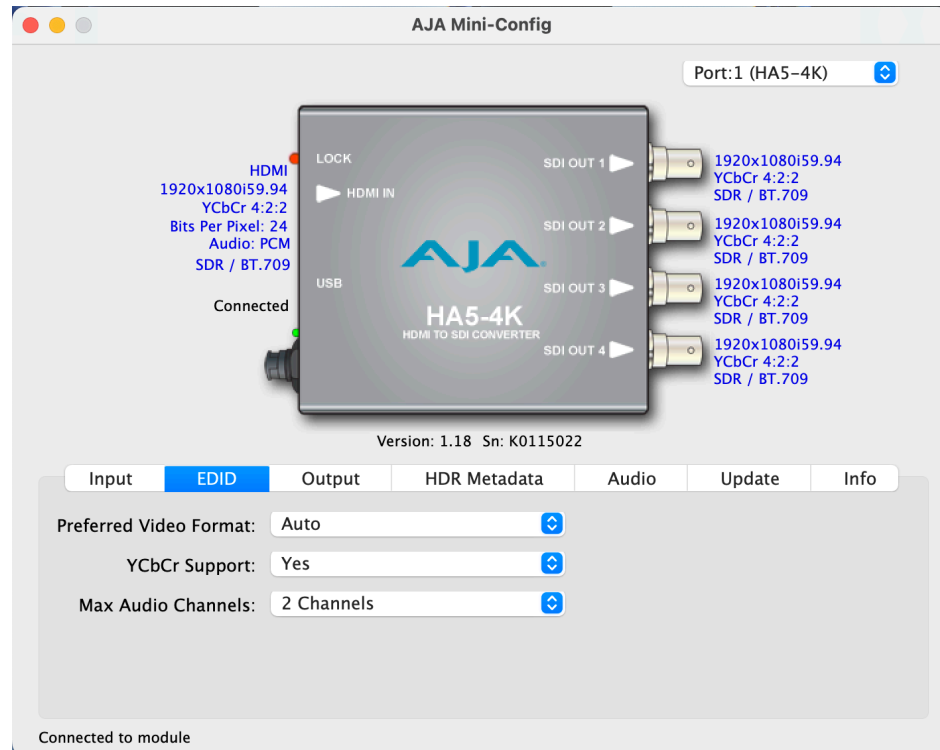 AJA Mini-Config
Port:1 (HA5-4K)
HDMI
1920x1080i59.94
YCbCr 4:2:2
Bits Per Pixel: 24
Audio: PCM
SDR / BT.709
Connected
LOCK
HDMI IN
USB
SDI OUT 1
SDI OUT 2
SDI OUT 3
SDI OUT 4
AJA
HA5-4K
HDMI TO SDI CONVERTER
1920x1080i59.94
YCbCr 4:2:2
SDR / BT.709
1920x1080i59.94
YCbCr 4:2:2
SDR / BT.709
1920x1080i59.94
YCbCr 4:2:2
SDR / BT.709
1920x1080i59.94
YCbCr 4:2:2
SDR / BT.709
Version: 1.18 Sn: K0115022
Input EDID Output HDR Metadata Audio Update Info
Preferred Video Format: Auto
YCbCr Support: Yes
Max Audio Channels: 2 Channels
Connected to module